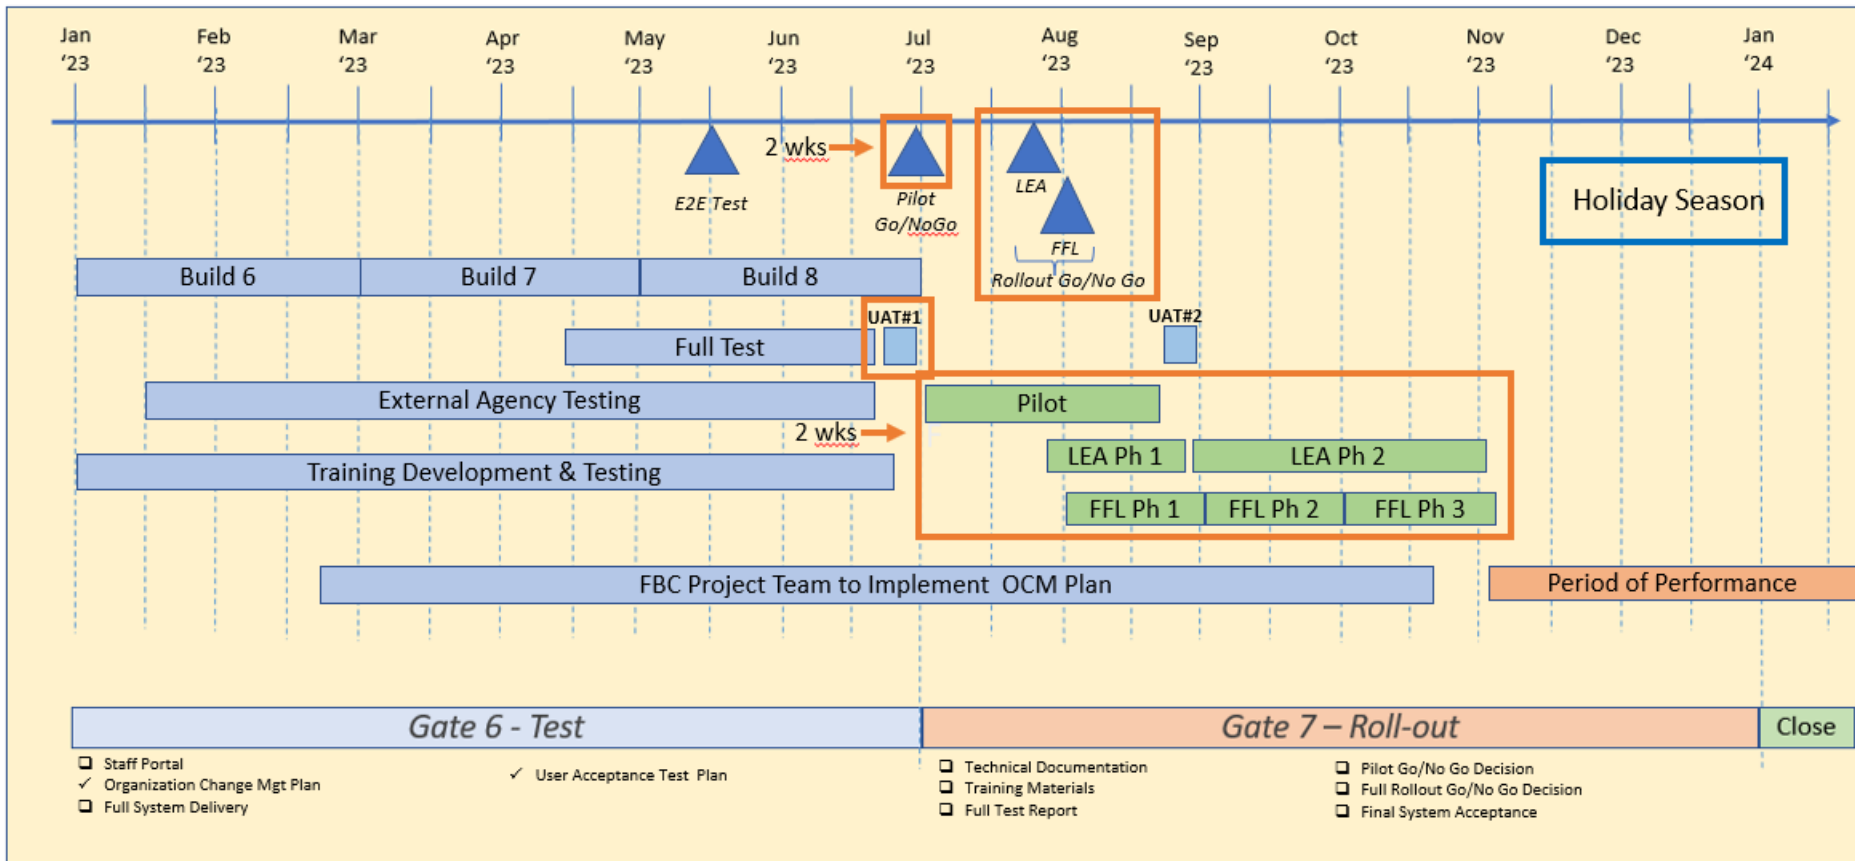 Jan Feb Mar Apr May Jun Jul Aug Sep Oct Nov Dec Jan
‘23 ‘23 ‘23 ‘23 ‘23 ‘23 ‘23 ‘23 ‘23 ‘23 ‘23 ‘23 ‘24
2 wks
E2E Test
Pilot
Go/NoGo
LEA
FFL
Rollout Go/No Go
Holiday Season
Build 6 Build 7 Build 8
UAT#1
UAT#2
Full Test
External Agency Testing
Pilot
2 wks
LEA Ph 1 LEA Ph 2
Training Development & Testing
FFL Ph 1 FFL Ph 2 FFL Ph 3
FBC Project Team to Implement OCM Plan
Period of Performance
Gate 6 - Test
Gate 7 – Roll-out
Close
❑ Staff Portal
✓ Organization Change Mgt Plan
❑ Full System Delivery
✓ User Acceptance Test Plan
❑ Technical Documentation
❑ Training Materials
❑ Full Test Report
❑ Pilot Go/No Go Decision
❑ Full Rollout Go/No Go Decision
❑ Final System Acceptance